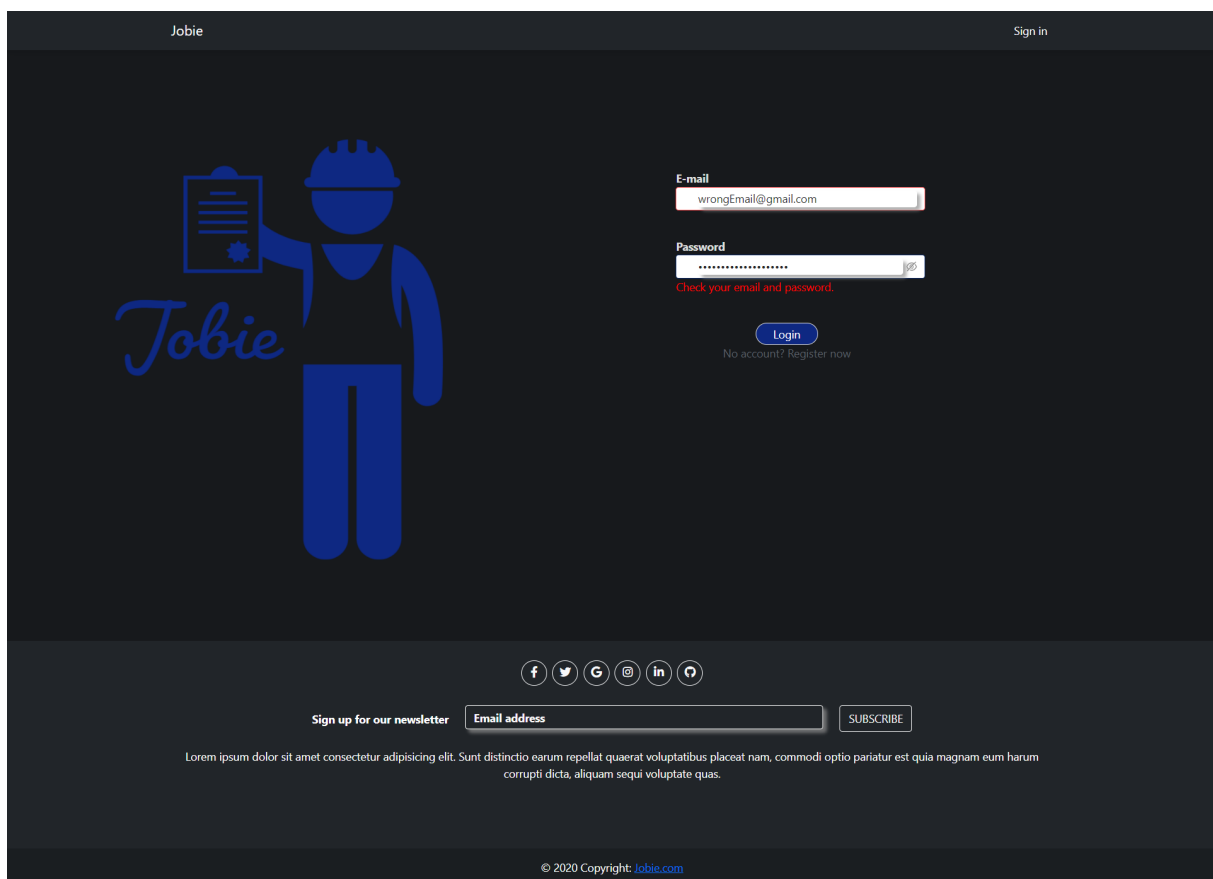 Jobie
Sign in
Jobie
E-mail
wrongEmail@gmail.com
Password
••••••••••••••••••••
Check your email and password.
Login
No account? Register now
Sign up for our newsletter
Email address
SUBSCRIBE
Lorem ipsum dolor sit amet consectetur adipisicing elit. Sunt distinctio earum repellat quaerat voluptatibus placeat nam, commodi optio pariatur est quia magnam eum harum
corrupti dicta, aliquam sequi voluptate quas.
© 2020 Copyright: Jobie.com